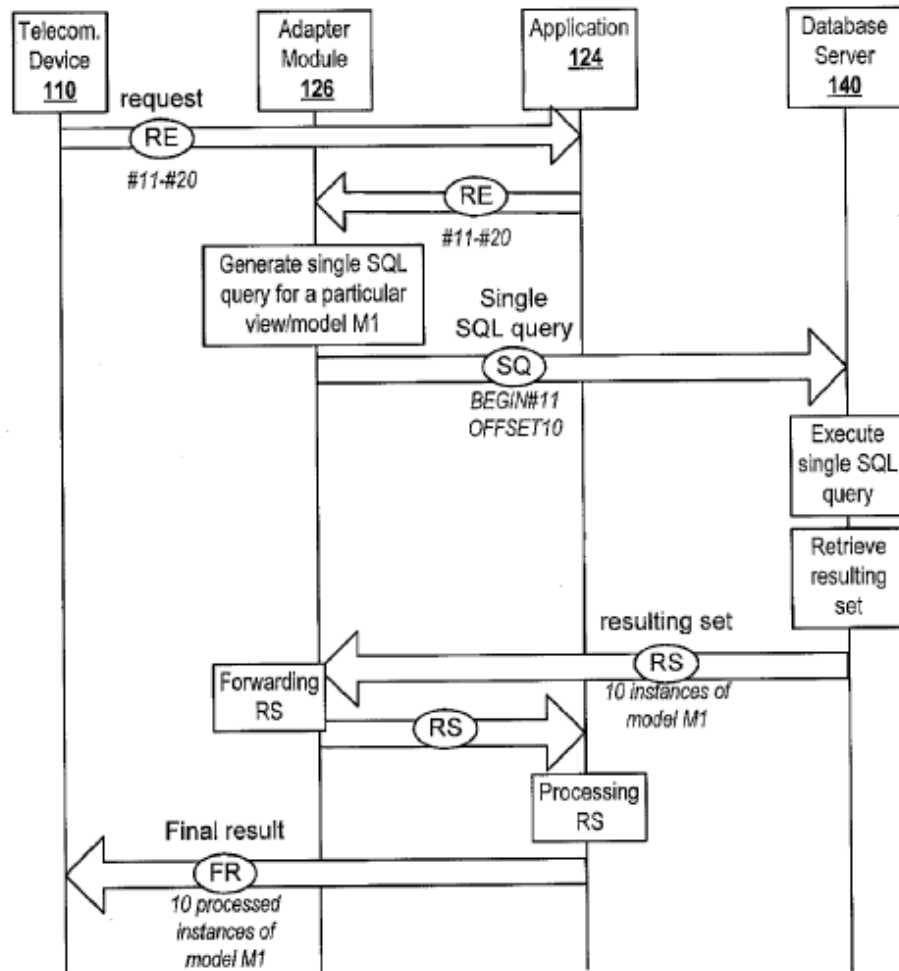 Telecom.
Device
110
Adapter
Module
126
Application
124
Database
Server
140
request
RE
#11-#20
RE
#11-#20
Generate single SQL
query for a particular
view/model M1
Single
SQL query
SQ
BEGIN#11
OFFSET10
Execute
single SQL
query
Retrieve
resulting
set
resulting set
RS
10 instances of
model M1
Forwarding
RS
RS
Processing
RS
Final result
FR
10 processed
instances of
model M1